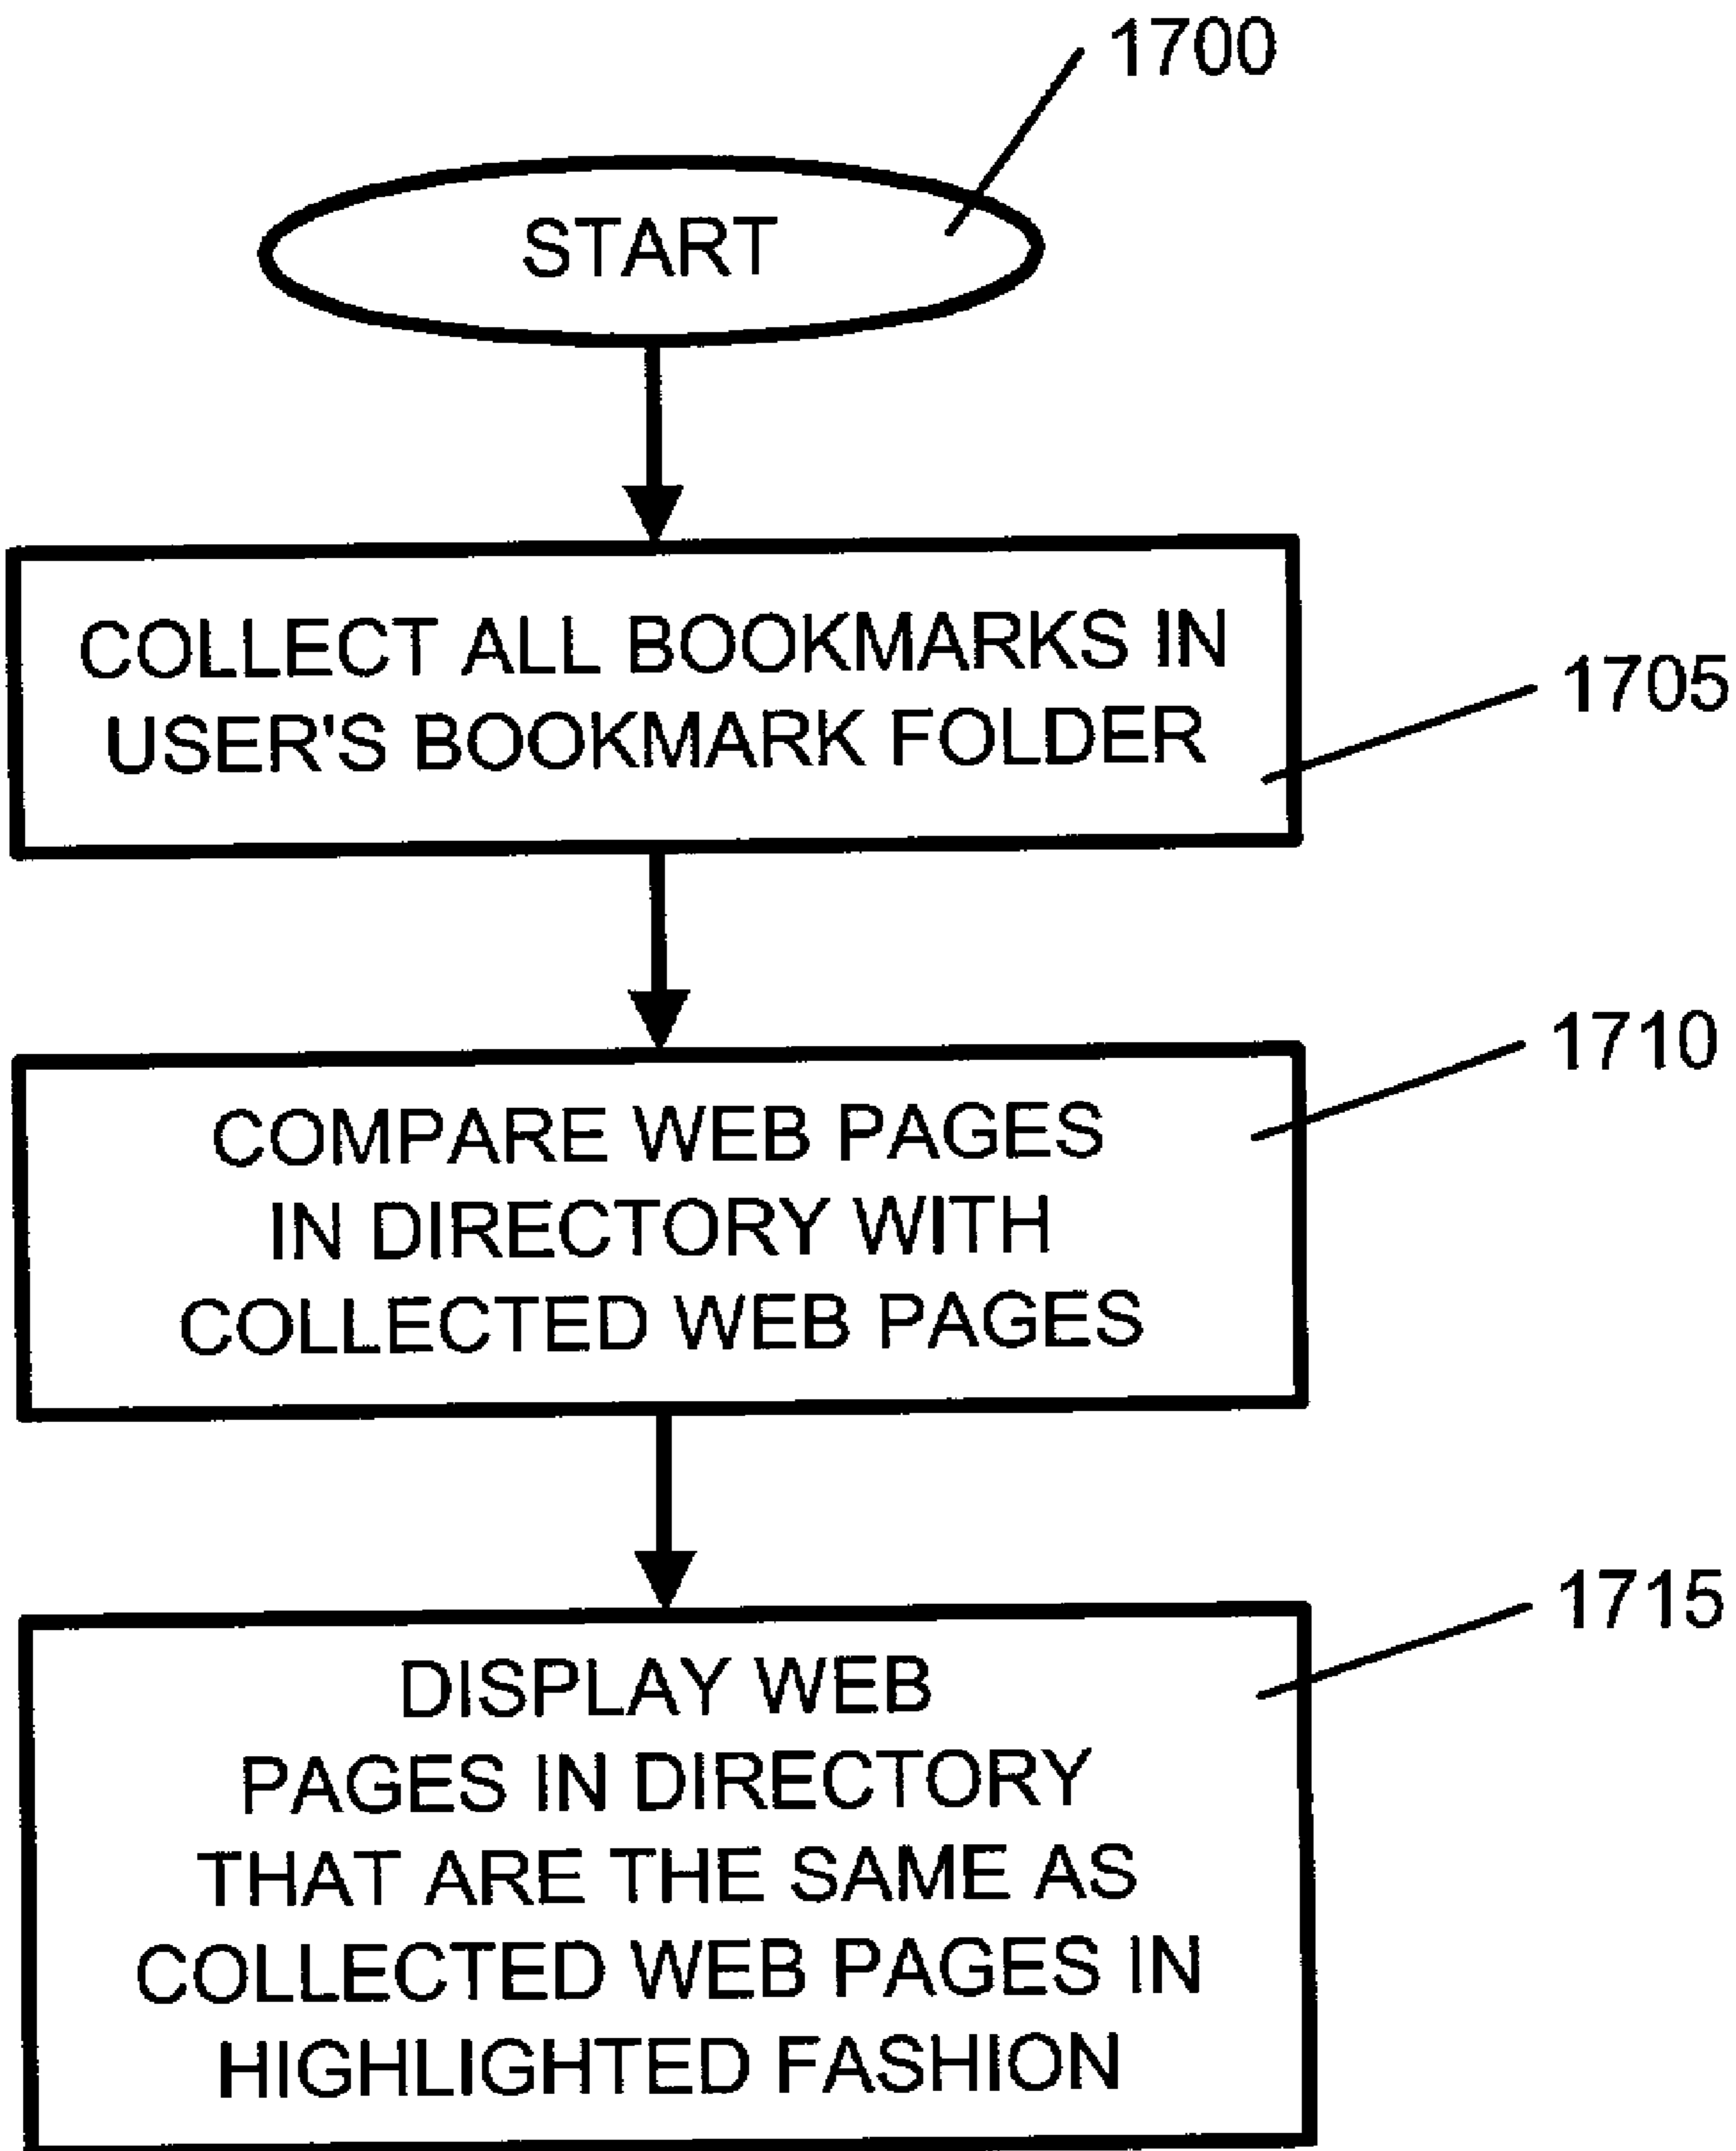 1700
START
COLLECT ALL BOOKMARKS IN
USER'S BOOKMARK FOLDER
1705
1710
COMPARE WEB PAGES
IN DIRECTORY WITH
COLLECTED WEB PAGES
1715
DISPLAY WEB
PAGES IN DIRECTORY
THAT ARE THE SAME AS
COLLECTED WEB PAGES IN
HIGHLIGHTED FASHION